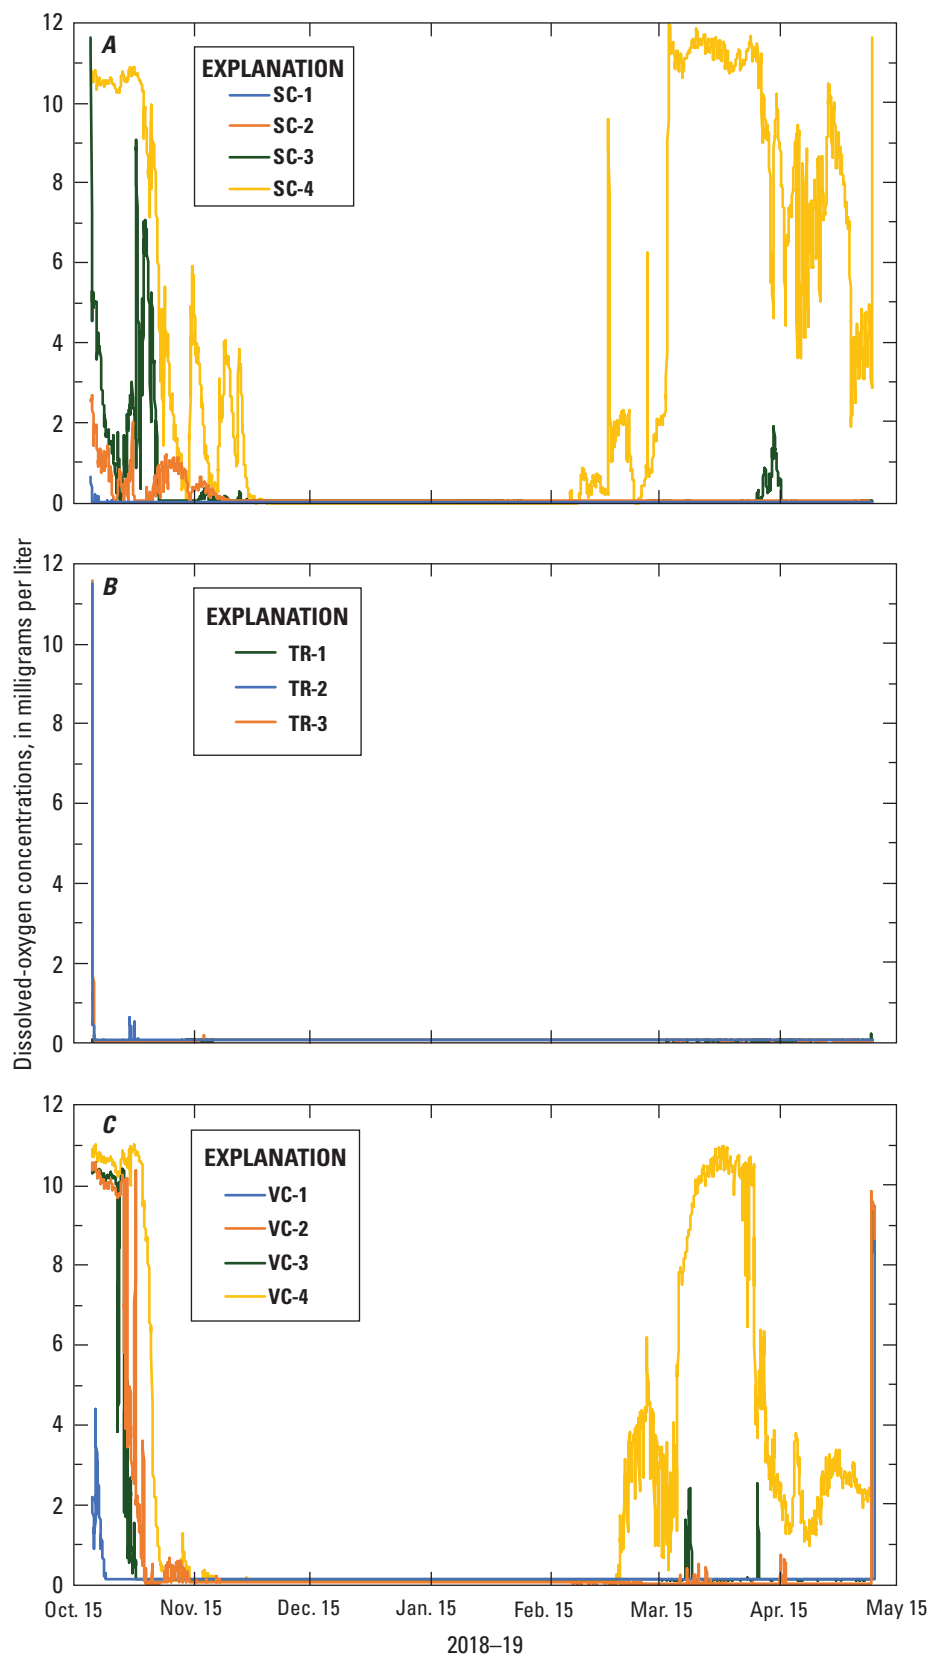 12
10
8
6
4
2
0
A
EXPLANATION
SC-1
SC-2
SC-3
SC-4
Dissolved-oxygen concentrations, in milligrams per liter
12
10
8
6
4
2
0
B
EXPLANATION
TR-1
TR-2
TR-3
12
10
8
6
4
2
0
C
EXPLANATION
VC-1
VC-2
VC-3
VC-4
Oct. 15 Nov. 15 Dec. 15 Jan. 15 Feb. 15 Mar. 15 Apr. 15 May 15
2018–19